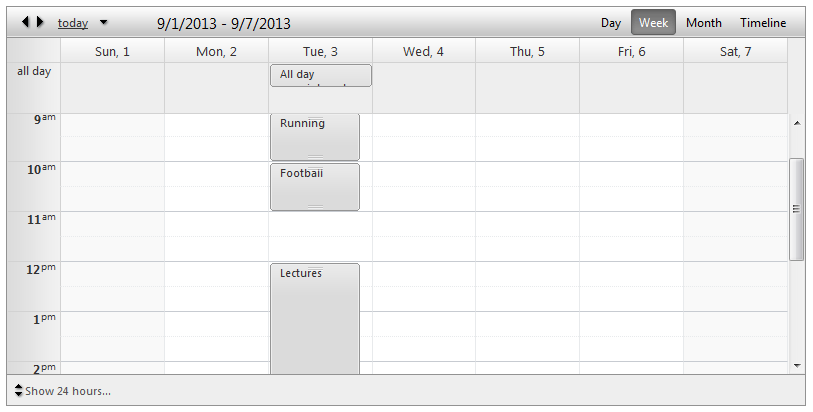 today 9/1/2013 - 9/7/2013 Day Week Month Timeline
Sun, 1 Mon, 2 Tue, 3 Wed, 4 Thu, 5 Fri, 6 Sat, 7
all day All day
9am Running
10am Footbaii
11am
12pm Lectures
1pm
2pm
Show 24 hours...